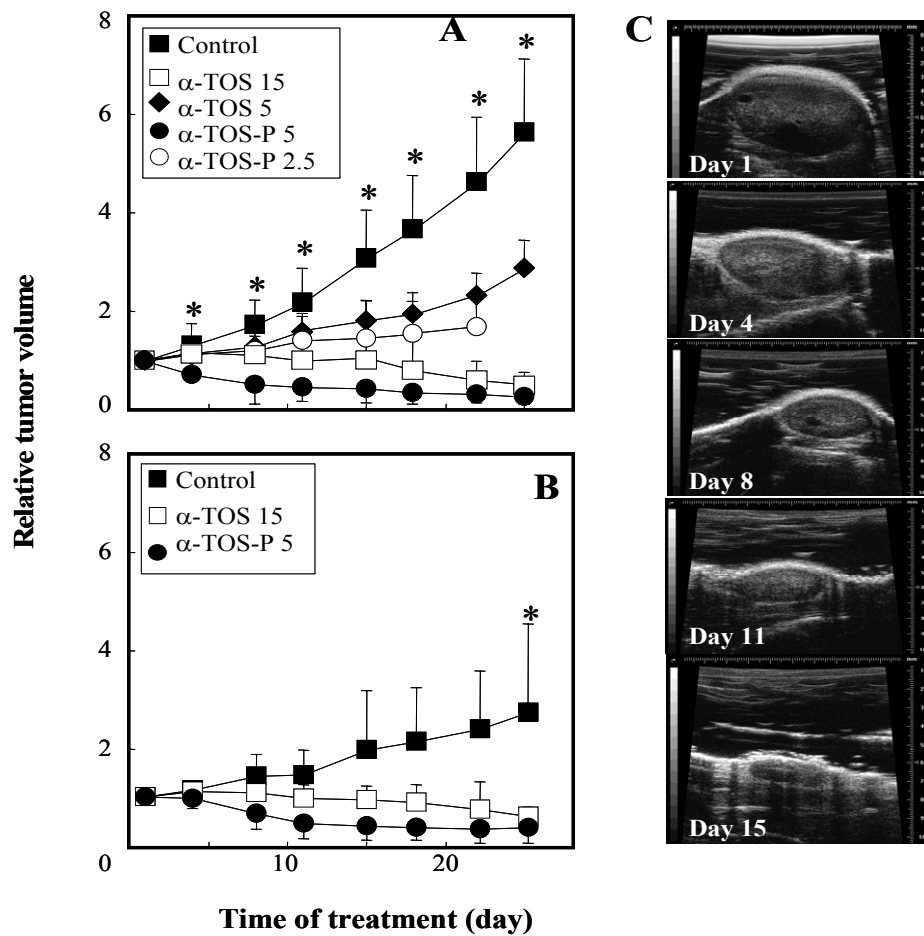 A
8
6
4
2
0
Control
α-TOS 15
α-TOS 5
α-TOS-P 5
α-TOS-P 2.5
*
*
*
*
*
*
*
B
8
6
4
2
0
Control
α-TOS 15
α-TOS-P 5
*
10
20
Relative tumor volume
Time of treatment (day)
C
Day 1
Day 4
Day 8
Day 11
Day 15